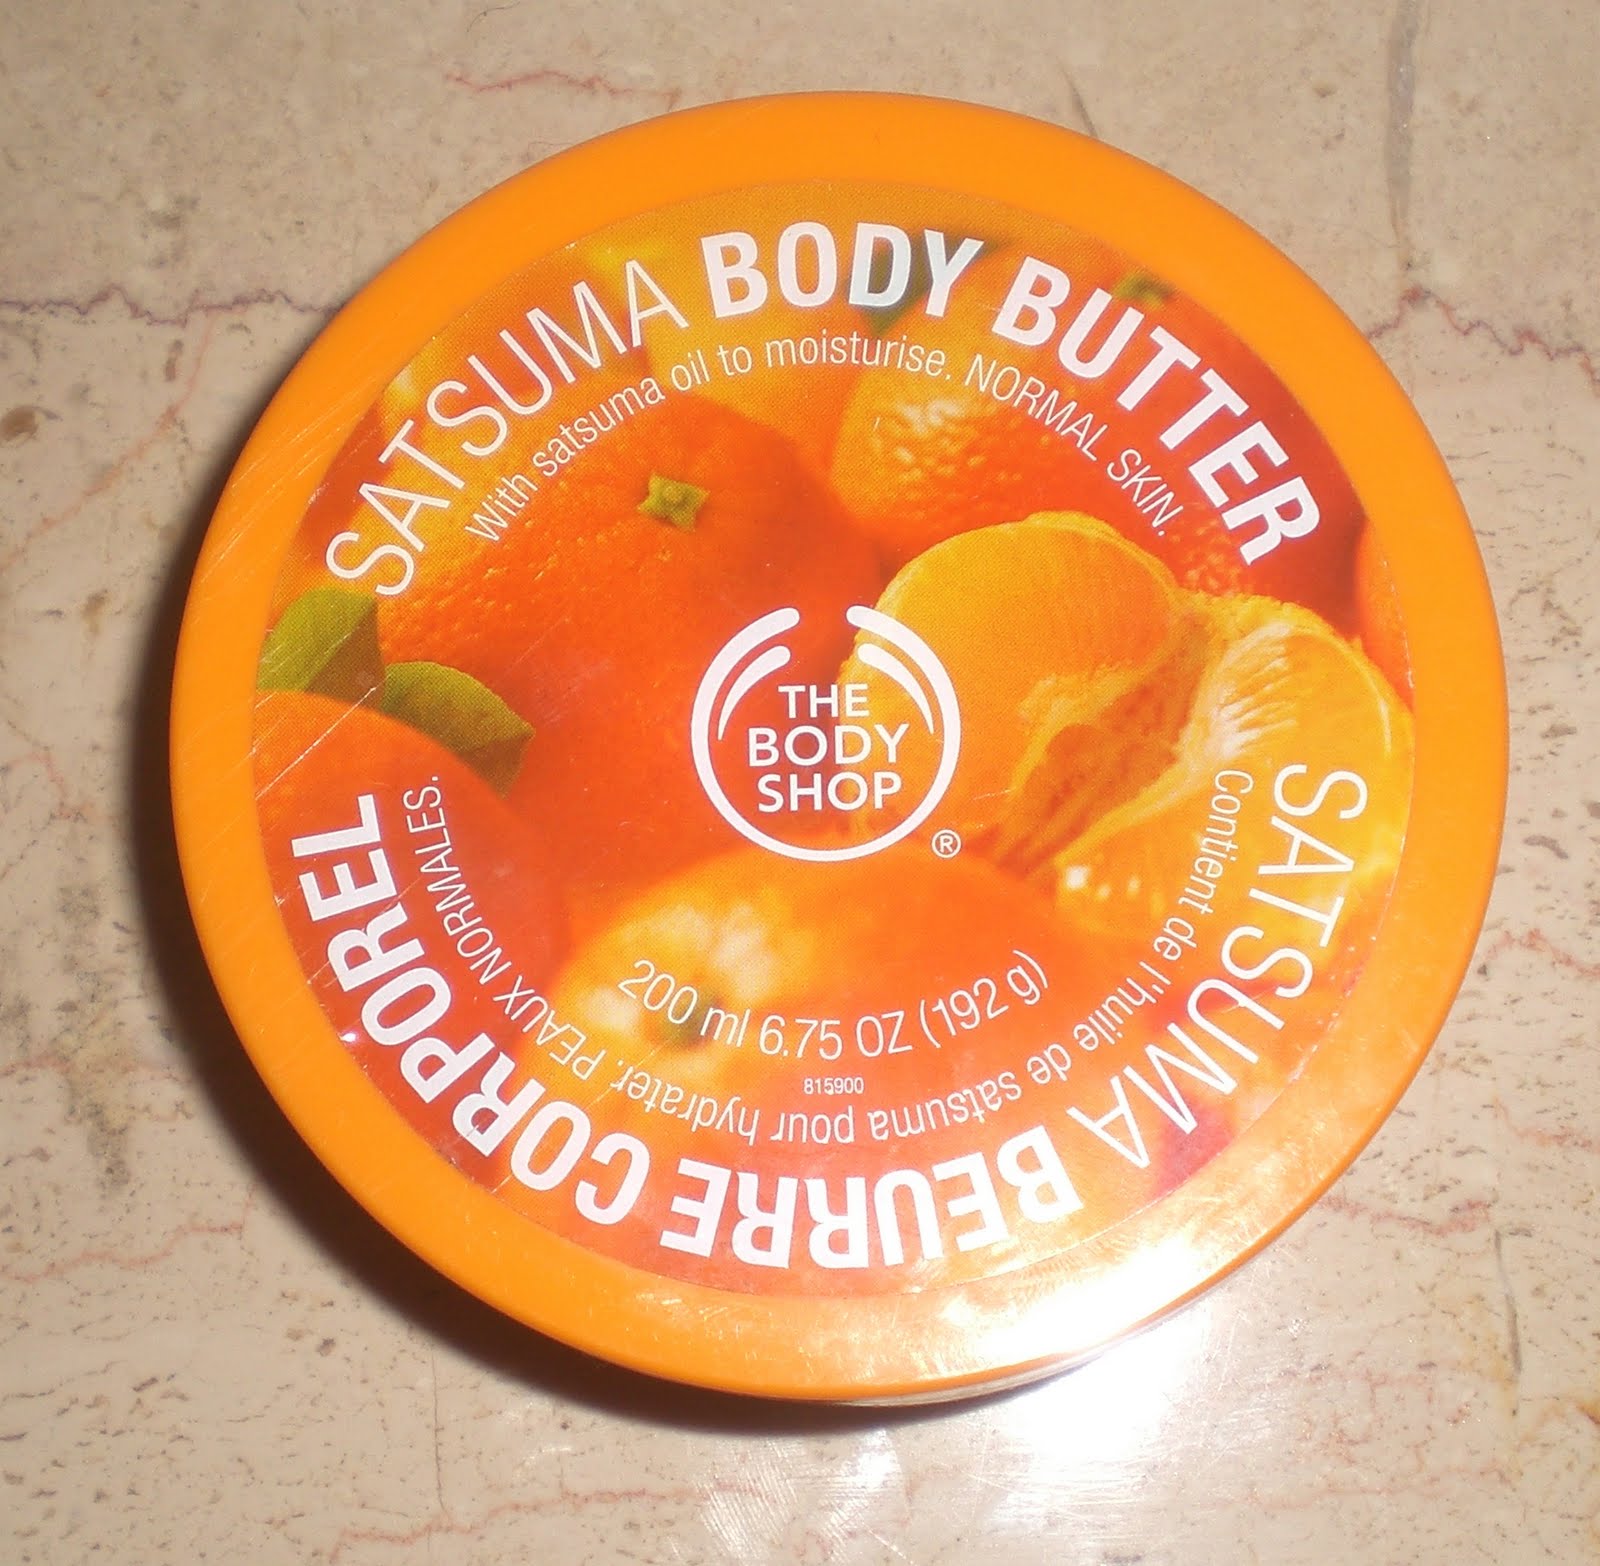 SATSUMA BODY BUTTER
With satsuma oil to moisturise. NORMAL SKIN.
THE
BODY
SHOP
®
200 ml 6.75 OZ (192 g)
815900
SATSUMA BEURRE CORPOREL
Contient de l'huile de satsuma pour hydrater. PEAUX NORMALES.